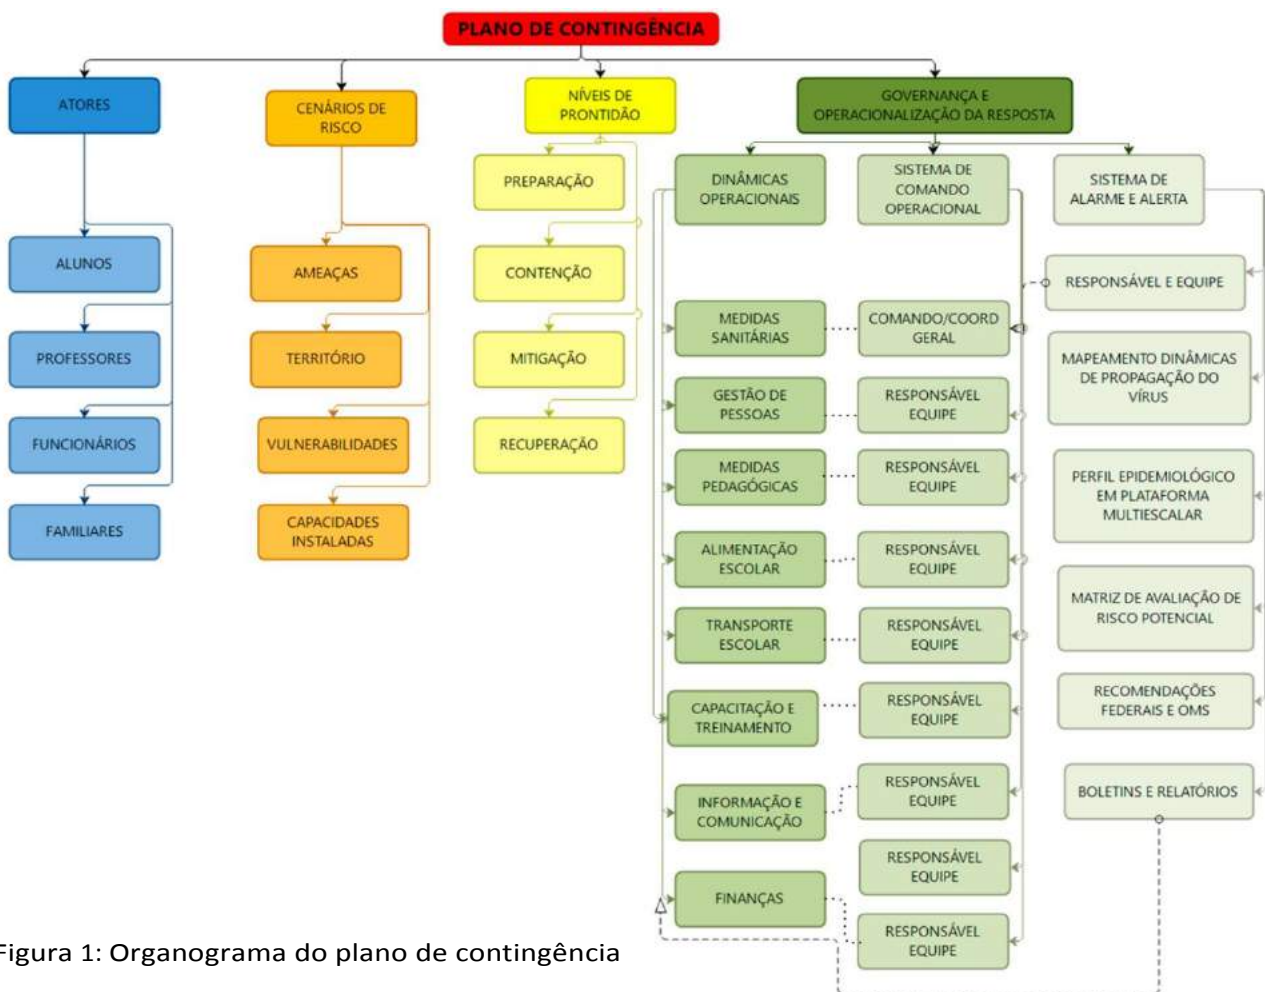 PLANO DE CONTINGÊNCIA
ATORES
CENÁRIOS DE
RISCO
NÍVEIS DE
PRONTIDÃO
GOVERNANÇA E
OPERACIONALIZAÇÃO DA RESPOSTA
ALUNOS
PROFESSORES
FUNCIONÁRIOS
FAMILIARES
AMEAÇAS
TERRITÓRIO
VULNERABILIDADES
CAPACIDADES
INSTALADAS
PREPARAÇÃO
CONTENÇÃO
MITIGAÇÃO
RECUPERAÇÃO
DINÂMICAS
OPERACIONAIS
MEDIDAS
SANITÁRIAS
GESTÃO DE
PESSOAS
MEDIDAS
PEDAGÓGICAS
ALIMENTAÇÃO
ESCOLAR
TRANSPORTE
ESCOLAR
CAPACITAÇÃO E
TREINAMENTO
INFORMAÇÃO E
COMUNICAÇÃO
FINANÇAS
SISTEMA DE
COMANDO
OPERACIONAL
COMANDO/COORD
GERAL
RESPONSÁVEL
EQUIPE
RESPONSÁVEL
EQUIPE
RESPONSÁVEL
EQUIPE
RESPONSÁVEL
EQUIPE
RESPONSÁVEL
EQUIPE
RESPONSÁVEL
EQUIPE
RESPONSÁVEL
EQUIPE
RESPONSÁVEL
EQUIPE
SISTEMA DE
ALARME E ALERTA
RESPONSÁVEL E EQUIPE
MAPEAMENTO DINÂMICAS
DE PROPAGAÇÃO DO
VÍRUS
PERFIL EPIDEMIOLÓGICO
EM PLATAFORMA
MULTIESCALAR
MATRIZ DE AVALIAÇÃO DE
RISCO POTENCIAL
RECOMENDAÇÕES
FEDERAIS E OMS
BOLETINS E RELATÓRIOS
Figura 1: Organograma do plano de contingência